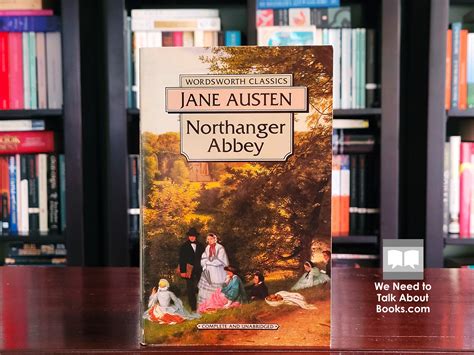 WORDSWORTH CLASSICS
JANE AUSTEN
Northanger
Abbey
COMPLETE AND UNABRIDGED
We Need to
Talk About
Books.com